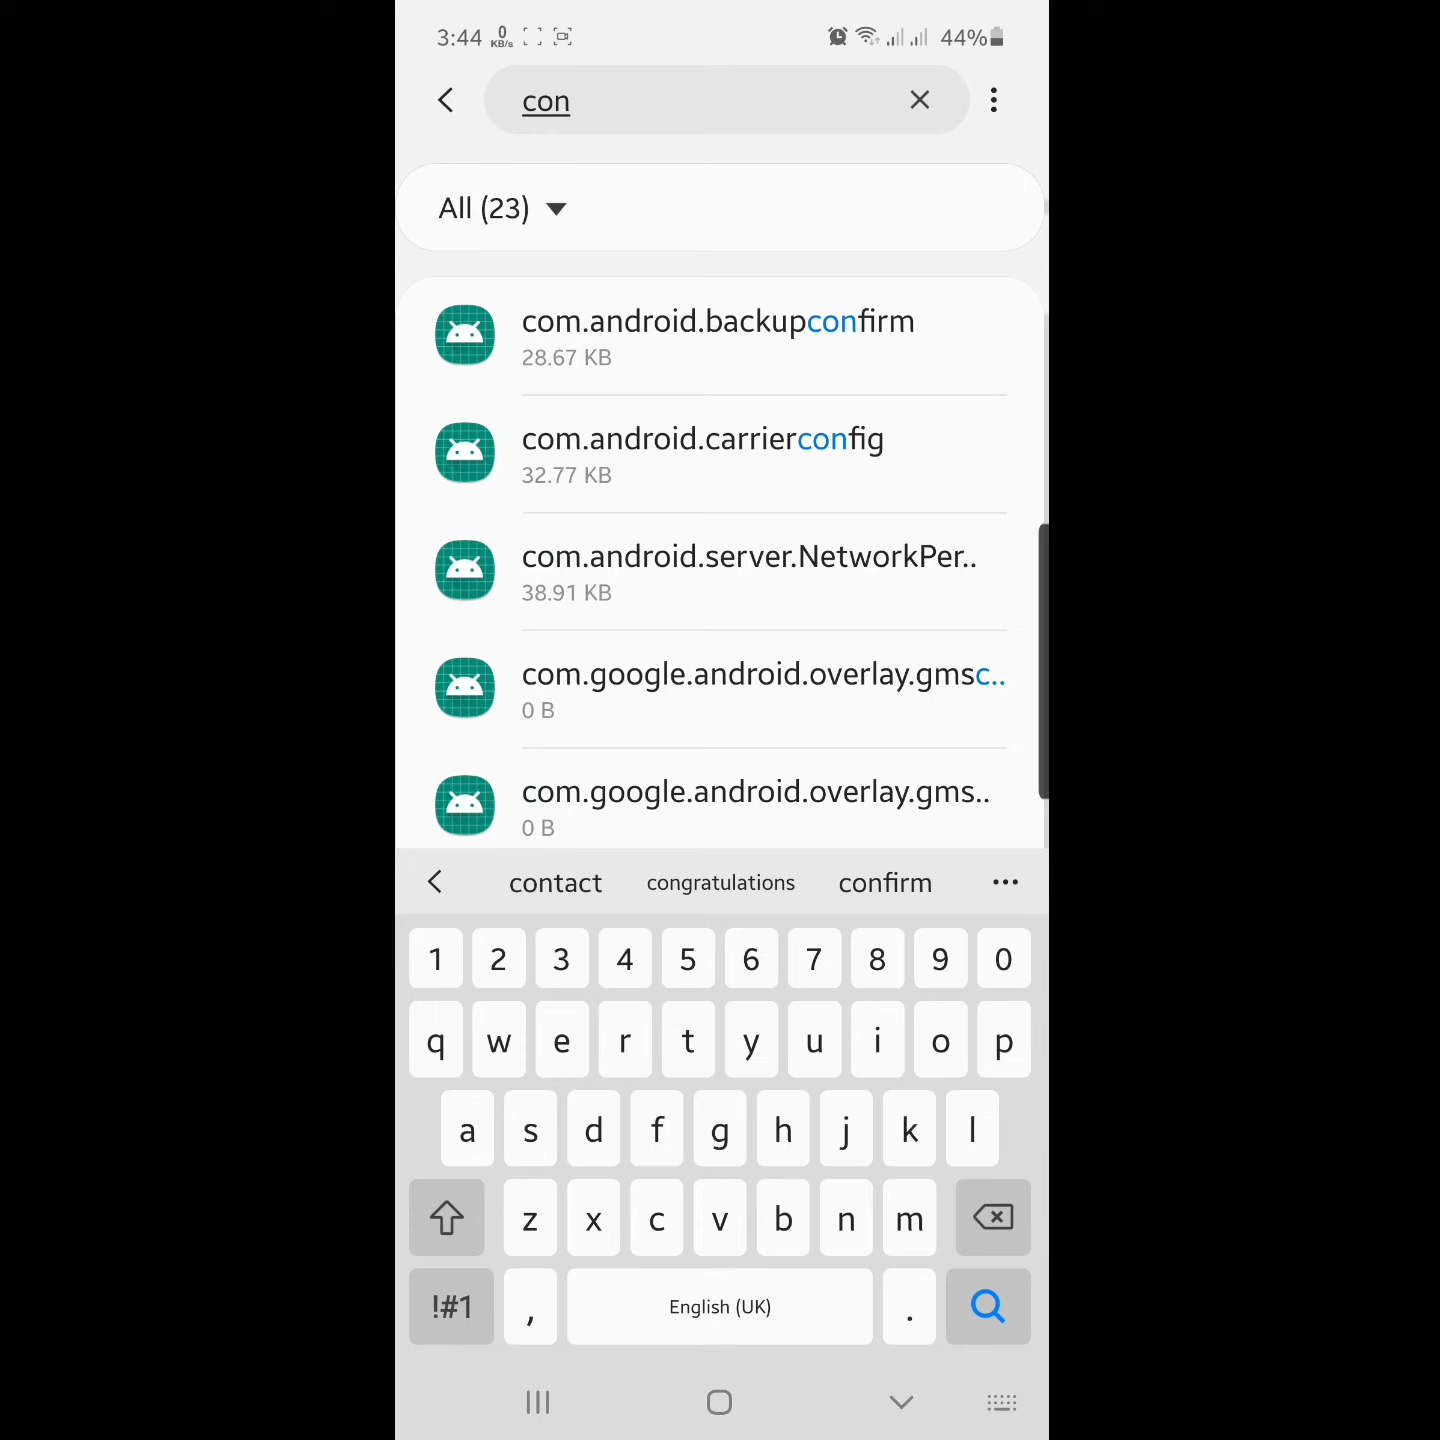 3:44 0 KB/s 44%
con
All (23)
com.android.backupconfirm
28.67 KB
com.android.carrierconfig
32.77 KB
com.android.server.NetworkPer..
38.91 KB
com.google.android.overlay.gmsc..
0 B
com.google.android.overlay.gms..
0 B
contact congratulations confirm
1 2 3 4 5 6 7 8 9 0
q w e r t y u i o p
a s d f g h j k l
z x c v b n m
!#1 , English (UK) .